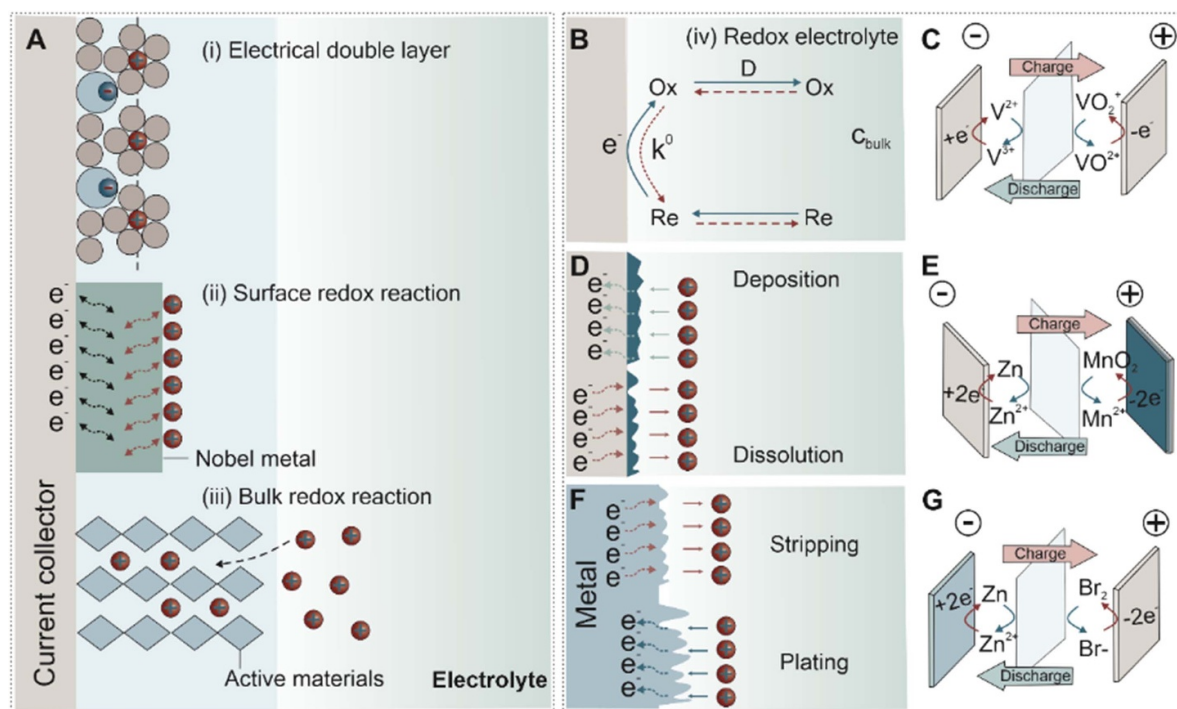 A
(i) Electrical double layer
(ii) Surface redox reaction
e⁻
e⁻
e⁻
e⁻
e⁻
e⁻
Nobel metal
(iii) Bulk redox reaction
Current collector
Active materials
Electrolyte
B
(iv) Redox electrolyte
D
Ox
Ox
e⁻
k⁰
c_bulk
Re
Re
C
−
+
Charge
V²⁺
VO₂⁺
+e⁻
-e⁻
V³⁺
VO²⁺
Discharge
D
e⁻
e⁻
e⁻
e⁻
Deposition
e⁻
e⁻
e⁻
e⁻
Dissolution
E
−
+
Charge
Zn
MnO₂
+2e⁻
-2e⁻
Zn²⁺
Mn²⁺
Discharge
F
e⁻
e⁻
e⁻
e⁻
Stripping
Metal
e⁻
e⁻
e⁻
e⁻
Plating
G
−
+
Charge
+2e⁻
Zn
Br₂
-2e⁻
Zn²⁺
Br-
Discharge